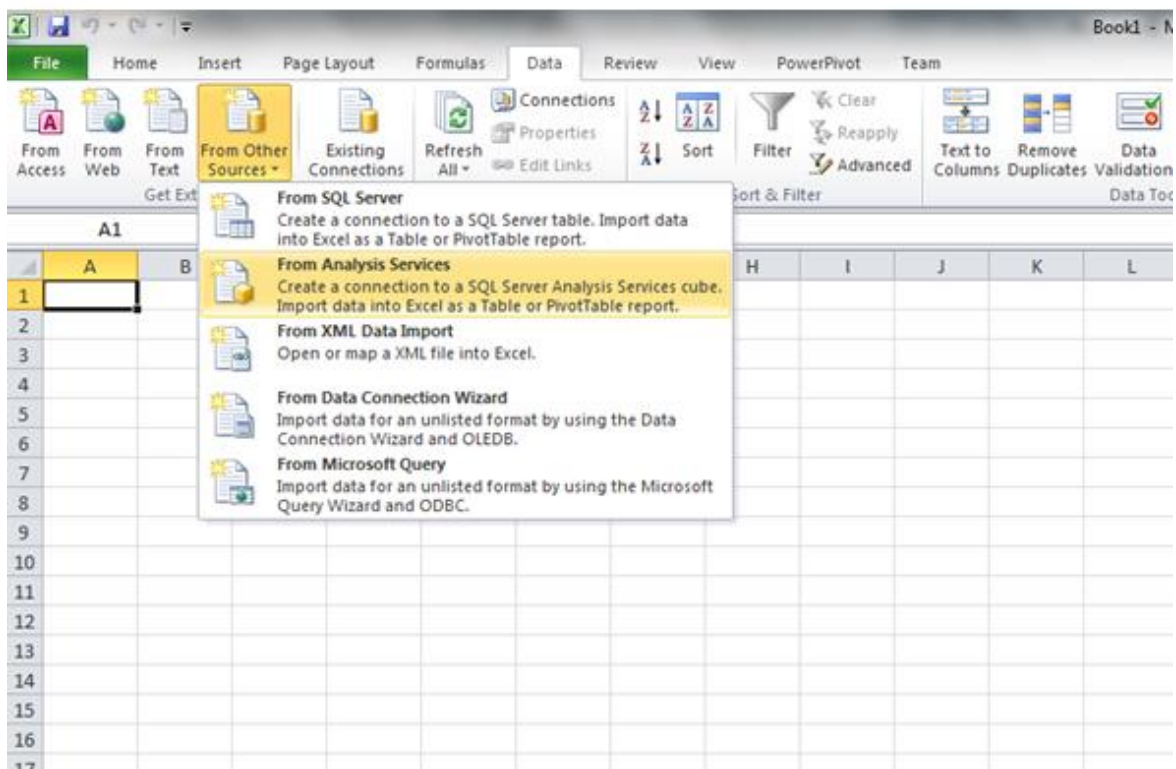 Book1 - M
File Home Insert Page Layout Formulas Data Review View PowerPivot Team
From Access
From Web
From Text
From Other Sources
Existing Connections
Refresh All
Connections
Properties
Edit Links
A Z
Z A
A Z
Z A
Sort
Filter
Clear
Reapply
Advanced
Text to Columns
Remove Duplicates
Data Validation
Get Ext
Sort & Filter
Data Too
A1
From SQL Server
Create a connection to a SQL Server table. Import data
into Excel as a Table or PivotTable report.
From Analysis Services
Create a connection to a SQL Server Analysis Services cube.
Import data into Excel as a Table or PivotTable report.
From XML Data Import
Open or map a XML file into Excel.
From Data Connection Wizard
Import data for an unlisted format by using the Data
Connection Wizard and OLEDB.
From Microsoft Query
Import data for an unlisted format by using the Microsoft
Query Wizard and ODBC.
A B H I J K L
1
2
3
4
5
6
7
8
9
10
11
12
13
14
15
16
17